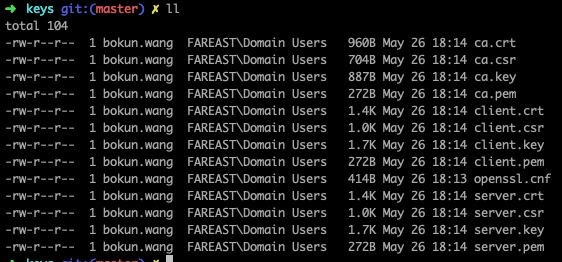 ➜ keys git:(master) ✗ ll
total 104
-rw-r--r-- 1 bokun.wang FAREAST\Domain Users 960B May 26 18:14 ca.crt
-rw-r--r-- 1 bokun.wang FAREAST\Domain Users 704B May 26 18:14 ca.csr
-rw-r--r-- 1 bokun.wang FAREAST\Domain Users 887B May 26 18:14 ca.key
-rw-r--r-- 1 bokun.wang FAREAST\Domain Users 272B May 26 18:14 ca.pem
-rw-r--r-- 1 bokun.wang FAREAST\Domain Users 1.4K May 26 18:14 client.crt
-rw-r--r-- 1 bokun.wang FAREAST\Domain Users 1.0K May 26 18:14 client.csr
-rw-r--r-- 1 bokun.wang FAREAST\Domain Users 1.7K May 26 18:14 client.key
-rw-r--r-- 1 bokun.wang FAREAST\Domain Users 272B May 26 18:14 client.pem
-rw-r--r-- 1 bokun.wang FAREAST\Domain Users 414B May 26 18:13 openssl.cnf
-rw-r--r-- 1 bokun.wang FAREAST\Domain Users 1.4K May 26 18:14 server.crt
-rw-r--r-- 1 bokun.wang FAREAST\Domain Users 1.0K May 26 18:14 server.csr
-rw-r--r-- 1 bokun.wang FAREAST\Domain Users 1.7K May 26 18:14 server.key
-rw-r--r-- 1 bokun.wang FAREAST\Domain Users 272B May 26 18:14 server.pem
➜ keys git:(master) ✗